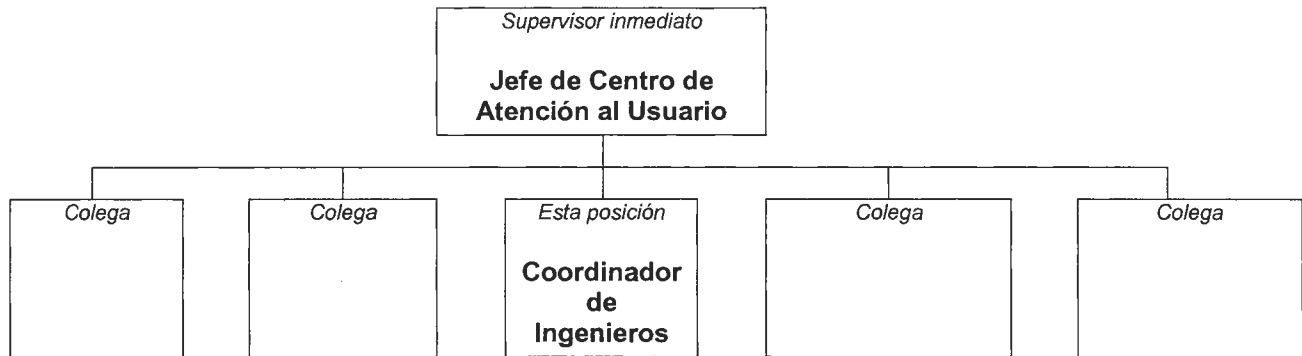 Supervisor inmediato
Jefe de Centro de
Atención al Usuario
Colega
Colega
Esta posición
Colega
Colega
Coordinador
de
Ingenieros